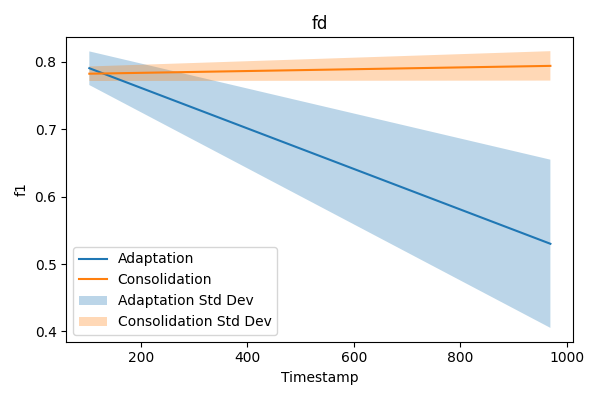 fd
f1
0.8
0.7
0.6
0.5
0.4
Adaptation
Consolidation
Adaptation Std Dev
Consolidation Std Dev
200
400
600
800
1000
Timestamp